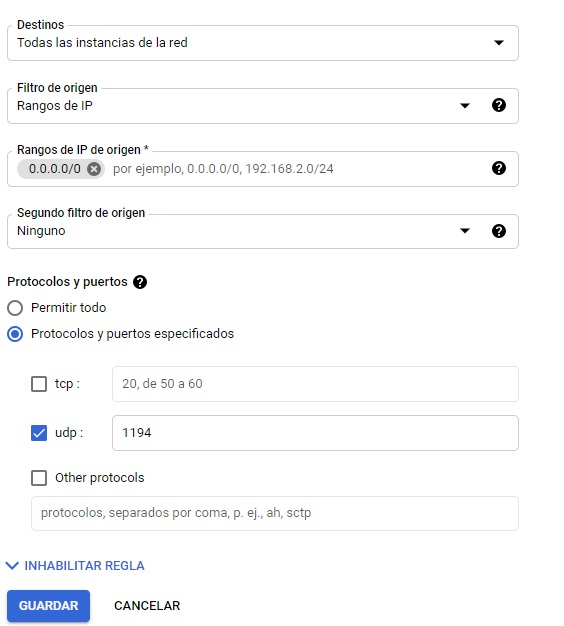 Destinos
Todas las instancias de la red
Filtro de origen
Rangos de IP
Rangos de IP de origen *
0.0.0.0/0 por ejemplo, 0.0.0.0/0, 192.168.2.0/24
Segundo filtro de origen
Ninguno
Protocolos y puertos
Permitir todo
Protocolos y puertos especificados
tcp : 20, de 50 a 60
udp : 1194
Other protocols
protocolos, separados por coma, p. ej., ah, sctp
INHABILITAR REGLA
GUARDAR CANCELAR